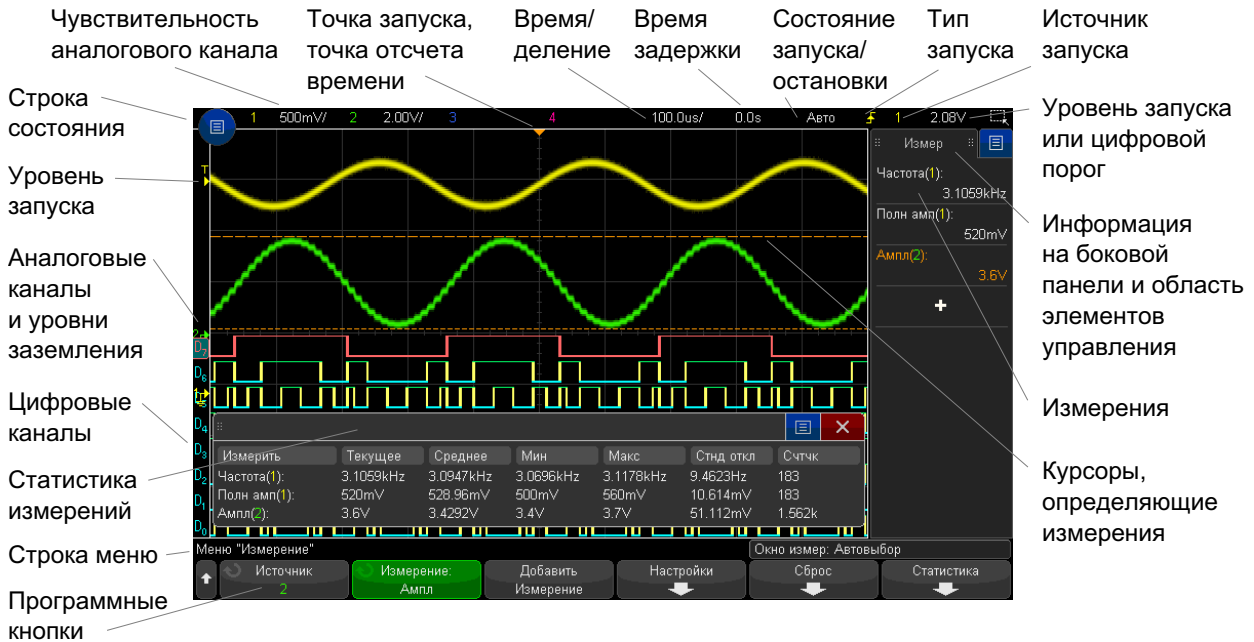 Чувствительность
аналогового канала
Точка запуска,
точка отсчета
времени
Время/
деление
Время
задержки
Состояние
запуска/
остановки
Тип
запуска
Источник
запуска
Строка
состояния
Уровень
запуска
Аналоговые
каналы
и уровни
заземления
Цифровые
каналы
Статистика
измерений
Строка меню
Программные
кнопки
1 500mV/ 2 2.00V/ 3 4 100.0us/ 0.0s Авто 1 2.08V
T
D7
D6
D4
D3
D2
D1
D0
Измер
Частота(1):
3.1059kHz
Полн амп(1):
520mV
Ампл(2):
3.6V
+
Измерить Текущее Среднее Мин Макс Стнд откл Счтчк
Частота(1): 3.1059kHz 3.0947kHz 3.0696kHz 3.1178kHz 9.4623Hz 183
Полн амп(1): 520mV 528.96mV 500mV 560mV 10.614mV 183
Ампл(2): 3.6V 3.4292V 3.4V 3.7V 51.112mV 1.562k
Меню "Измерение"
Окно измер: Автовыбор
Источник
2
Измерение:
Ампл
Добавить
Измерение
Настройки
Сброс
Статистика
Уровень запуска
или цифровой
порог
Информация
на боковой
панели и область
элементов
управления
Измерения
Курсоры,
определяющие
измерения